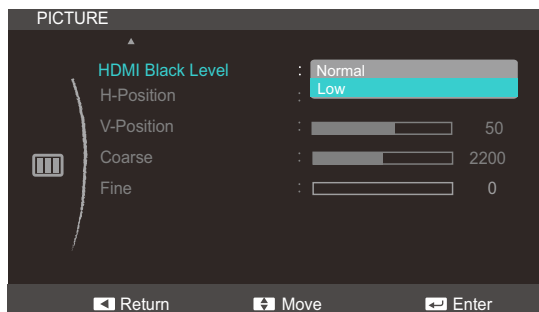 PICTURE
HDMI Black Level : Normal
Low
H-Position :
V-Position : 50
Coarse : 2200
Fine : 0
Return Move Enter